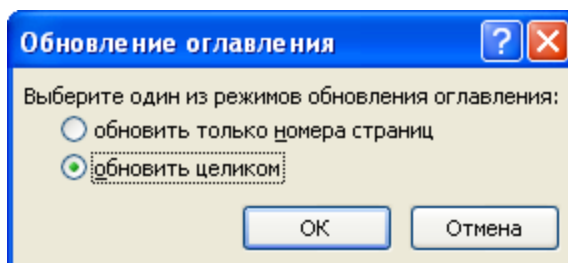 Обновление оглавления
Выберите один из режимов обновления оглавления:
обновить только номера страниц
обновить целиком
ОК
Отмена